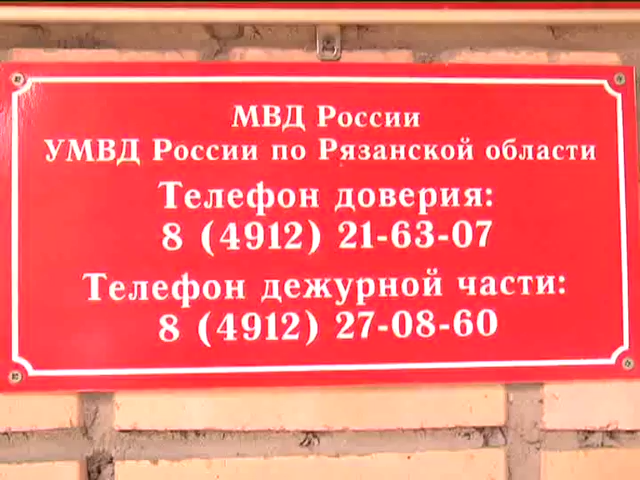 МВД России
УМВД России по Рязанской области
Телефон доверия:
8 (4912) 21-63-07
Телефон дежурной части:
8 (4912) 27-08-60